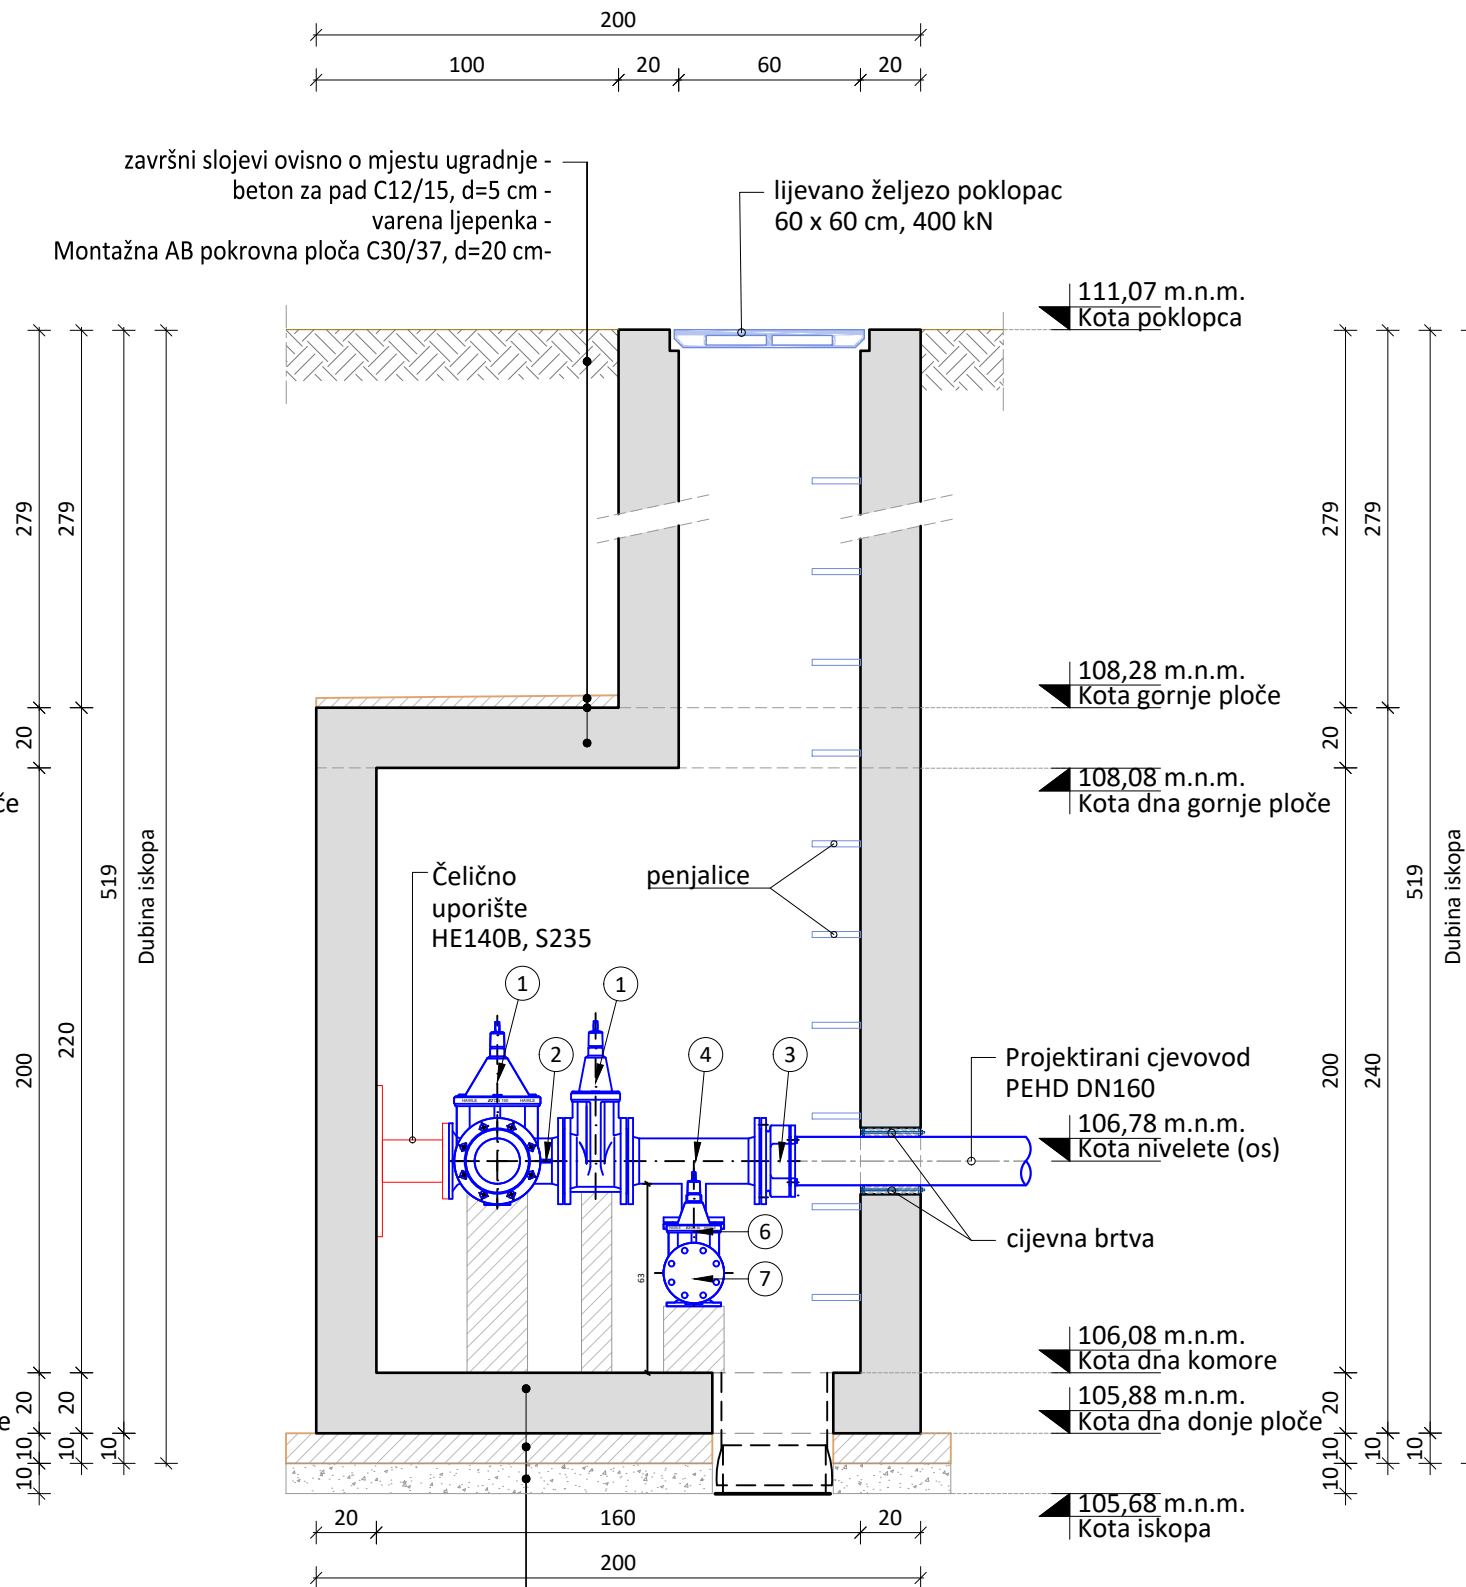 200
100 20 60 20
završni slojevi ovisno o mjestu ugradnje -
beton za pad C12/15, d=5 cm -
varena ljepenka -
Montažna AB pokrovna ploča C30/37, d=20 cm-
lijevano željezo poklopac
60 x 60 cm, 400 kN
111,07 m.n.m.
Kota poklopca
279
279
279
279
108,28 m.n.m.
Kota gornje ploče
20
20
108,08 m.n.m.
Kota dna gornje ploče
519
Dubina iskopa
519
Dubina iskopa
Čelično
uporište
HE140B, S235
penjalice
1
1
2
4
3
200
220
200
240
Projektirani cjevovod
PEHD DN160
106,78 m.n.m.
Kota nivelete (os)
cijevna brtva
6
7
63
106,08 m.n.m.
Kota dna komore
105,88 m.n.m.
Kota dna donje ploče
20
20
20
10
10
10
10
10
10
10
10
105,68 m.n.m.
Kota iskopa
20 160 20
200